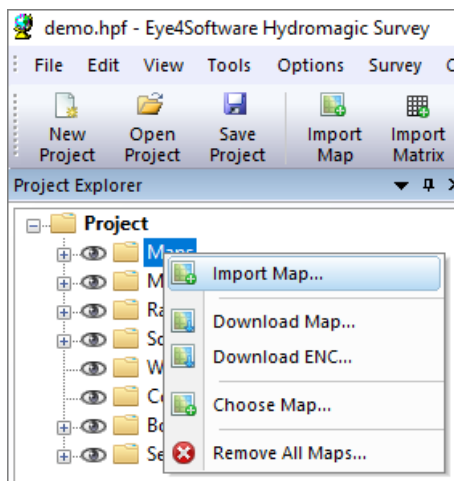 demo.hpf - Eye4Software Hydromagic Survey
File Edit View Tools Options Survey
New Project Open Project Save Project Import Map Import Matrix
Project Explorer
Project
Maps
Import Map...
Download Map...
Download ENC...
Choose Map...
Remove All Maps...